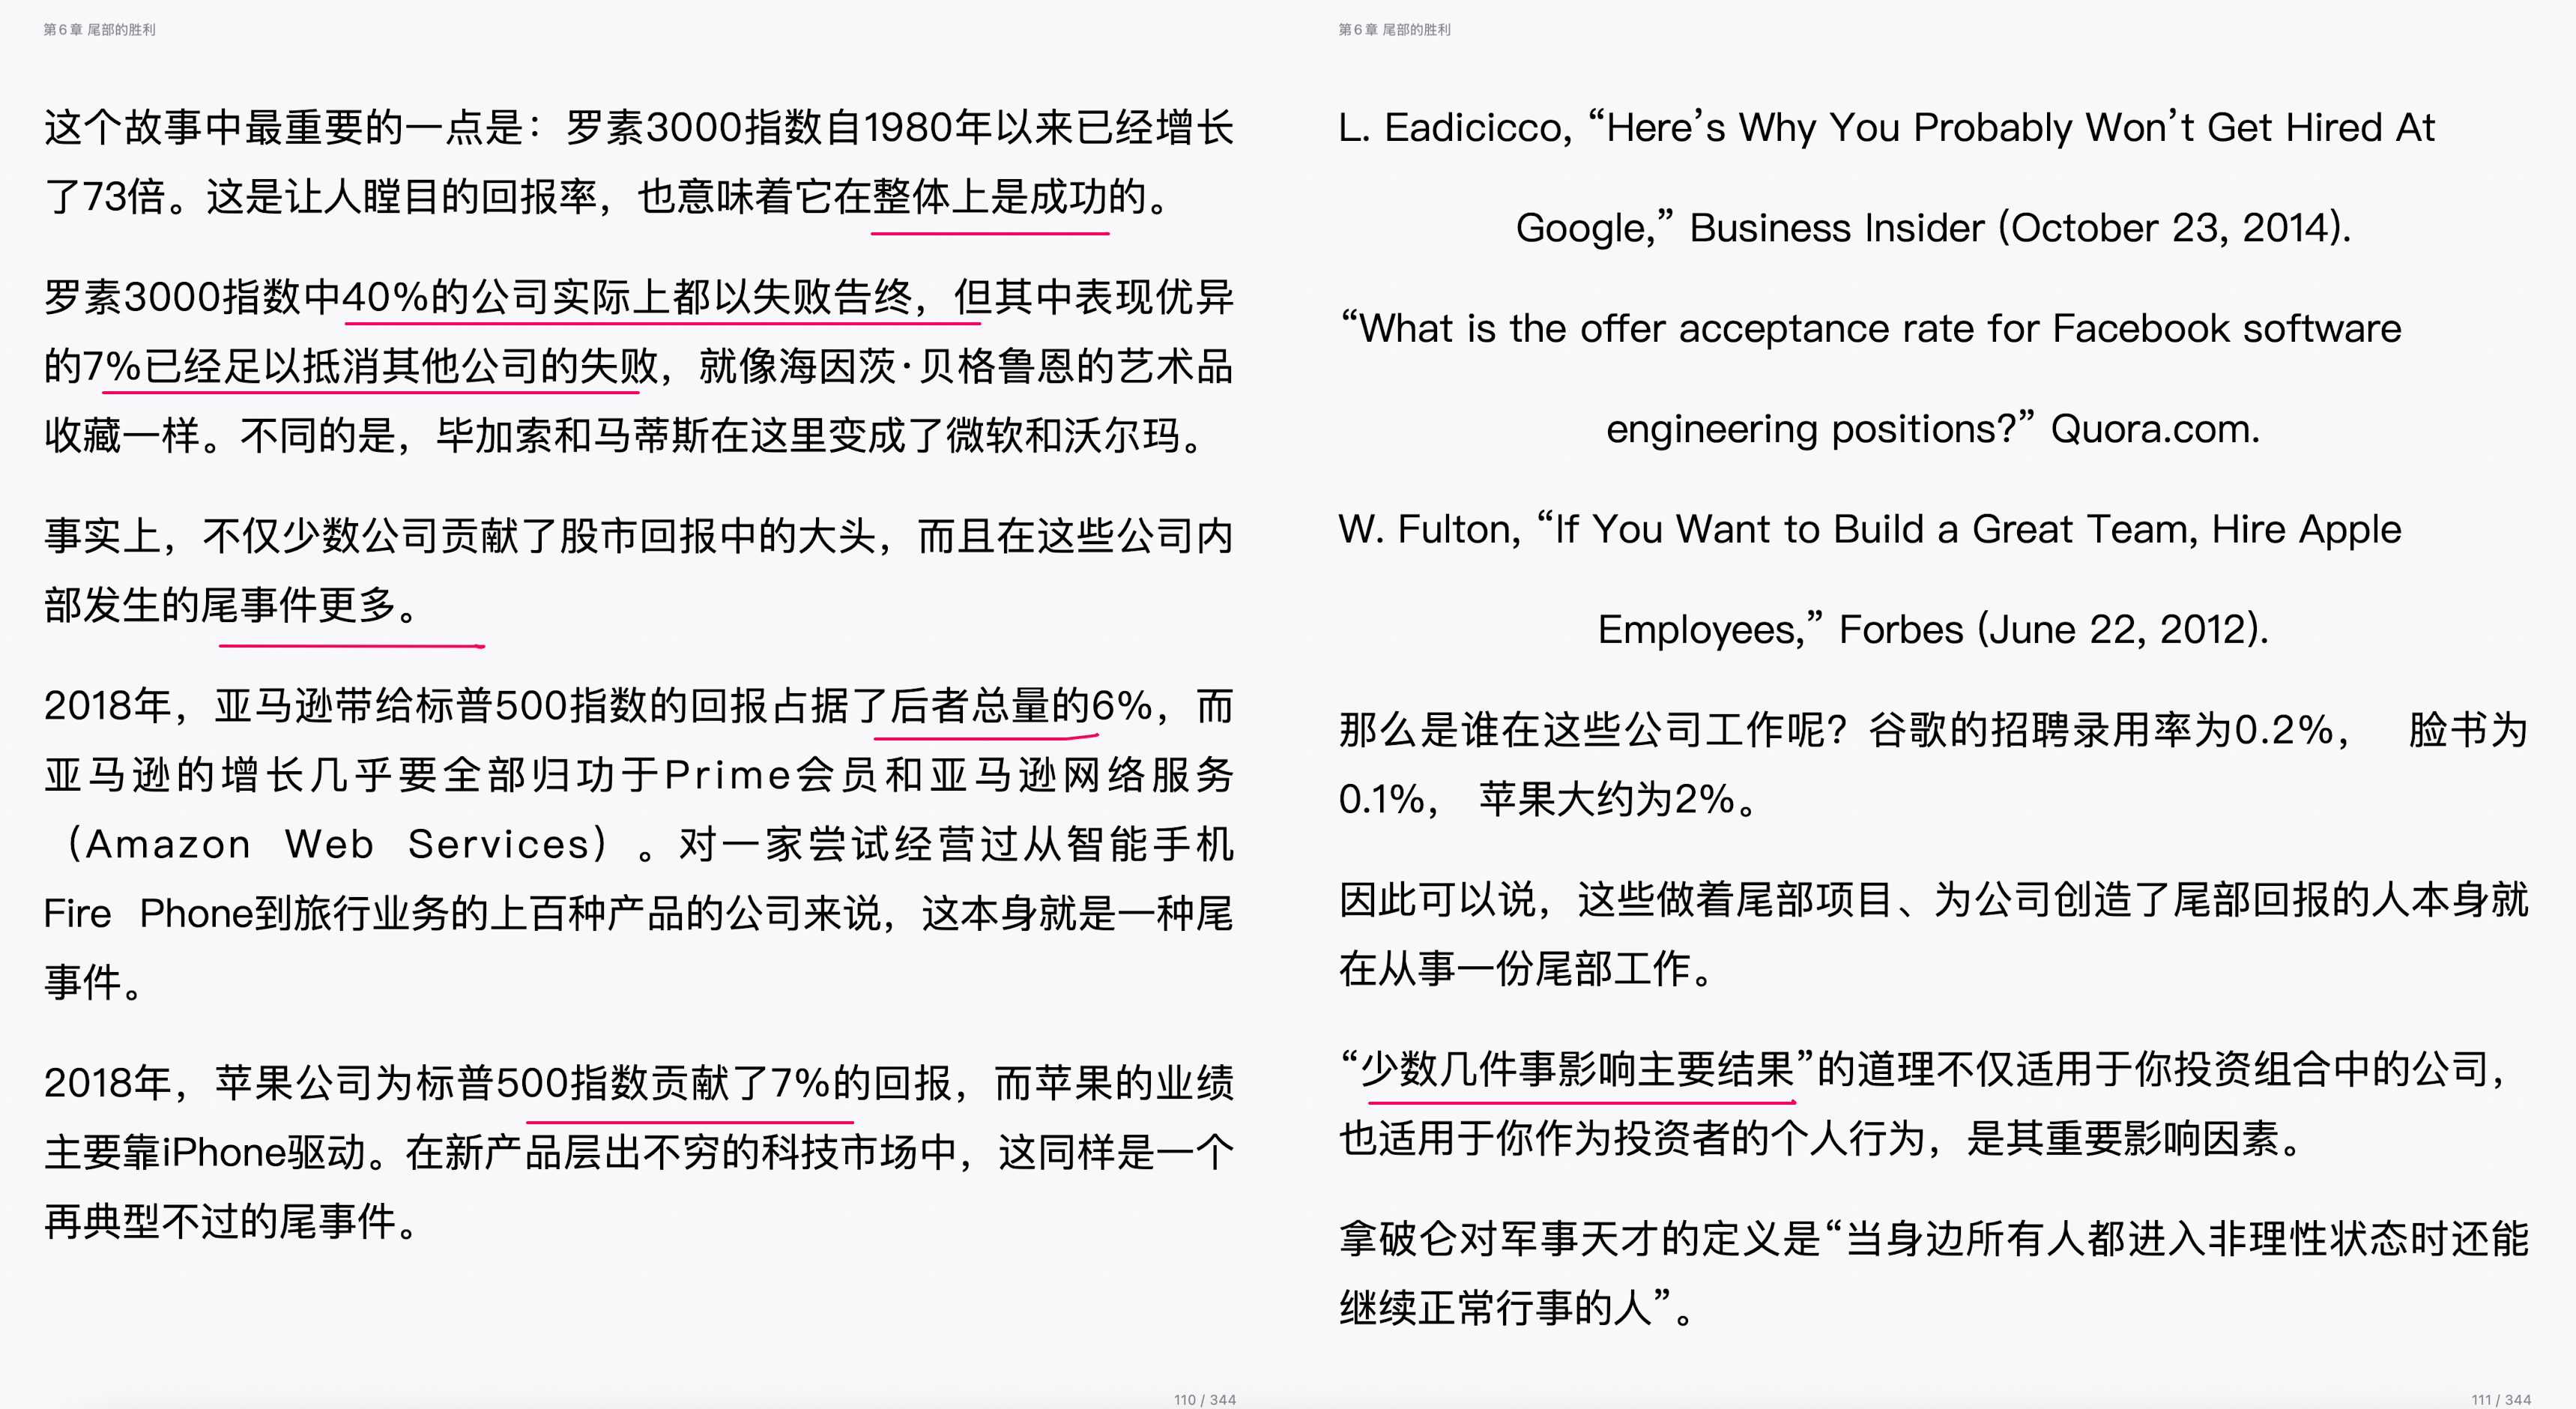 第6章 尾部的胜利
这个故事中最重要的一点是：罗素3000指数自1980年以来已经增长
了73倍。这是让人瞠目的回报率，也意味着它在整体上是成功的。
罗素3000指数中40%的公司实际上都以失败告终，但其中表现优异
的7%已经足以抵消其他公司的失败，就像海因茨·贝格鲁恩的艺术品
收藏一样。不同的是，毕加索和马蒂斯在这里变成了微软和沃尔玛。
事实上，不仅少数公司贡献了股市回报中的大头，而且在这些公司内
部发生的尾事件更多。
2018年，亚马逊带给标普500指数的回报占据了后者总量的6%，而
亚马逊的增长几乎要全部归功于Prime会员和亚马逊网络服务
（Amazon Web Services）。对一家尝试经营过从智能手机
Fire Phone到旅行业务的上百种产品的公司来说，这本身就是一种尾
事件。
2018年，苹果公司为标普500指数贡献了7%的回报，而苹果的业绩
主要靠iPhone驱动。在新产品层出不穷的科技市场中，这同样是一个
再典型不过的尾事件。
110 / 344
第6章 尾部的胜利
L. Eadicicco, “Here’s Why You Probably Won’t Get Hired At
Google,” Business Insider (October 23, 2014).
“What is the offer acceptance rate for Facebook software
engineering positions?” Quora.com.
W. Fulton, “If You Want to Build a Great Team, Hire Apple
Employees,” Forbes (June 22, 2012).
那么是谁在这些公司工作呢？谷歌的招聘录用率为0.2%， 脸书为
0.1%， 苹果大约为2%。
因此可以说，这些做着尾部项目、为公司创造了尾部回报的人本身就
在从事一份尾部工作。
“少数几件事影响主要结果”的道理不仅适用于你投资组合中的公司，
也适用于你作为投资者的个人行为，是其重要影响因素。
拿破仑对军事天才的定义是“当身边所有人都进入非理性状态时还能
继续正常行事的人”。
111 / 344